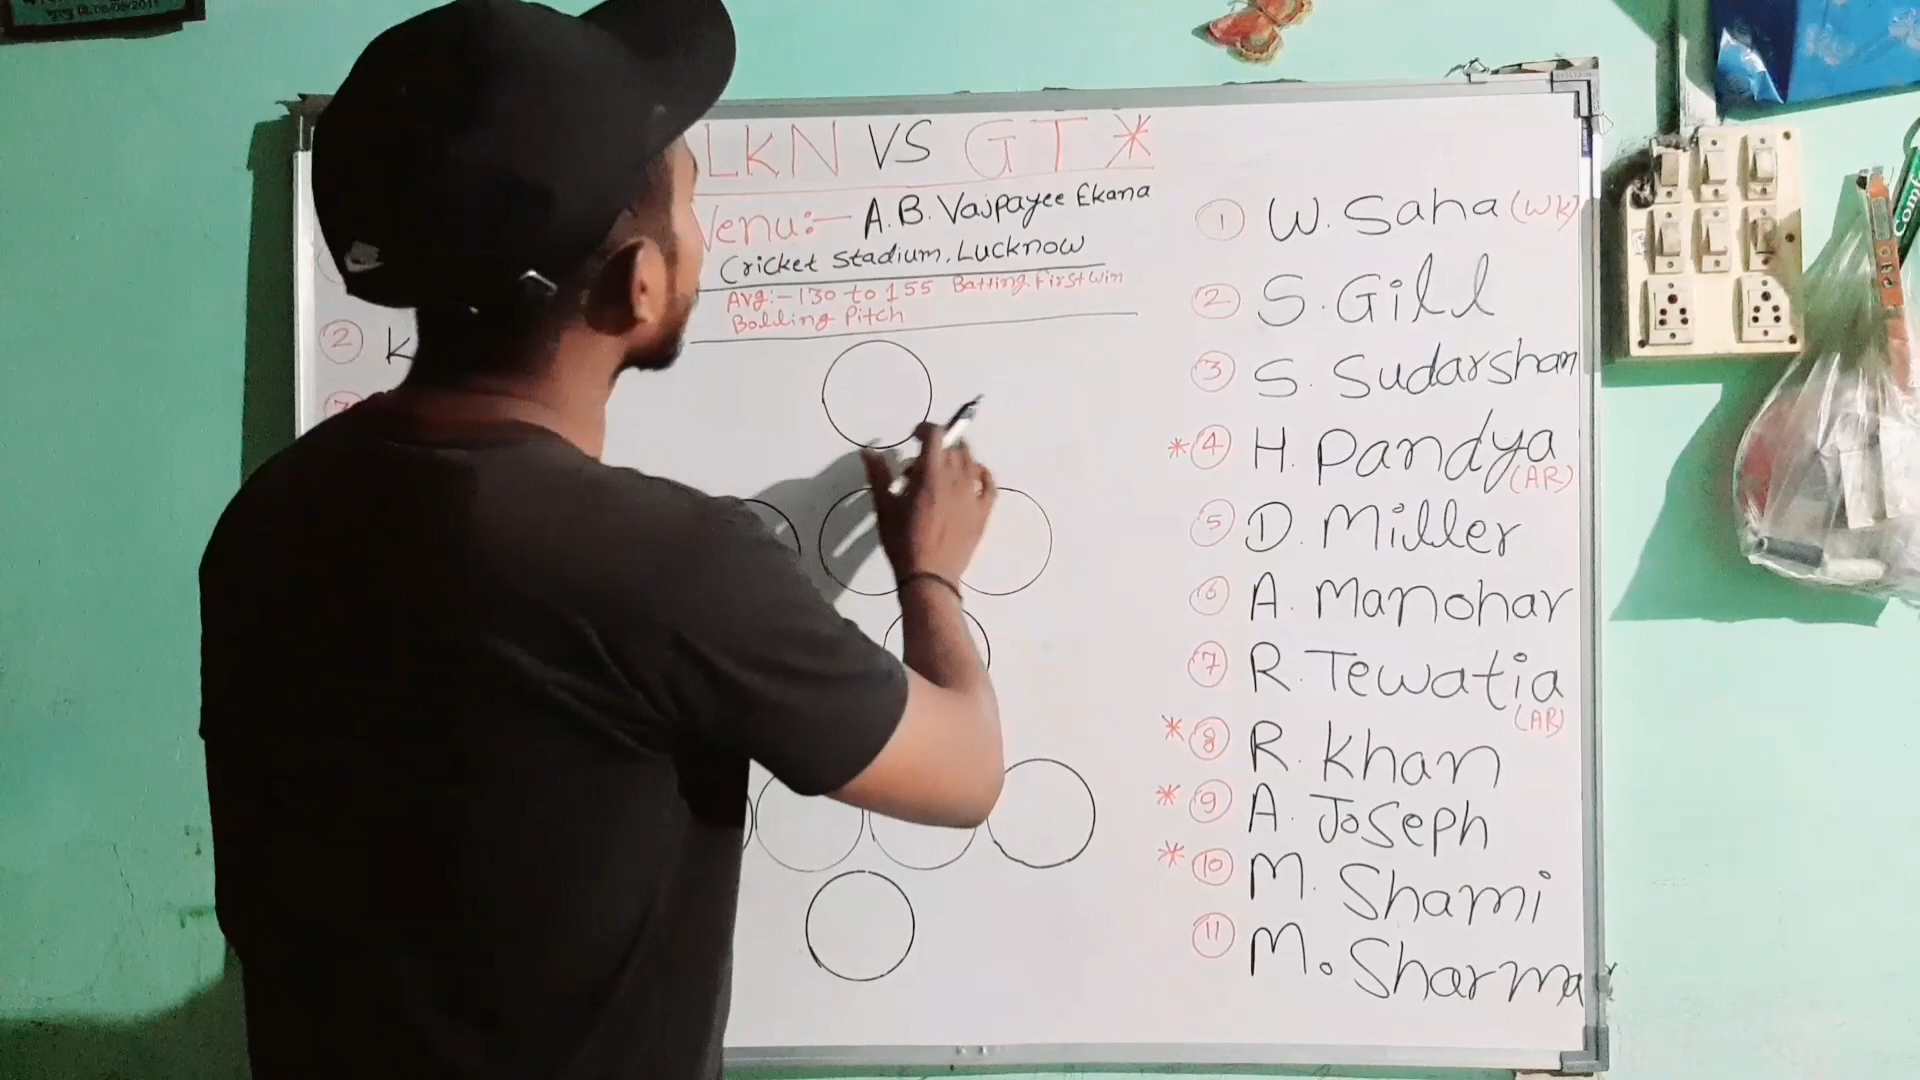 LKN VS GT *
Venu:- A.B. Vajpayee Ekana
Cricket Stadium, Lucknow
Avg:- 130 to 155 Batting First Win
Bolling Pitch
② K
① W. Saha (WK)
② S. Gill
③ S. Sudarshan
* ④ H. Pandya
(AR)
⑤ D. Miller
⑥ A. Manohar
⑦ R. Tewatia
(AR)
* ⑧ R. Khan
* ⑨ A. Joseph
* ⑩ M. Shami
⑪ M. Sharma